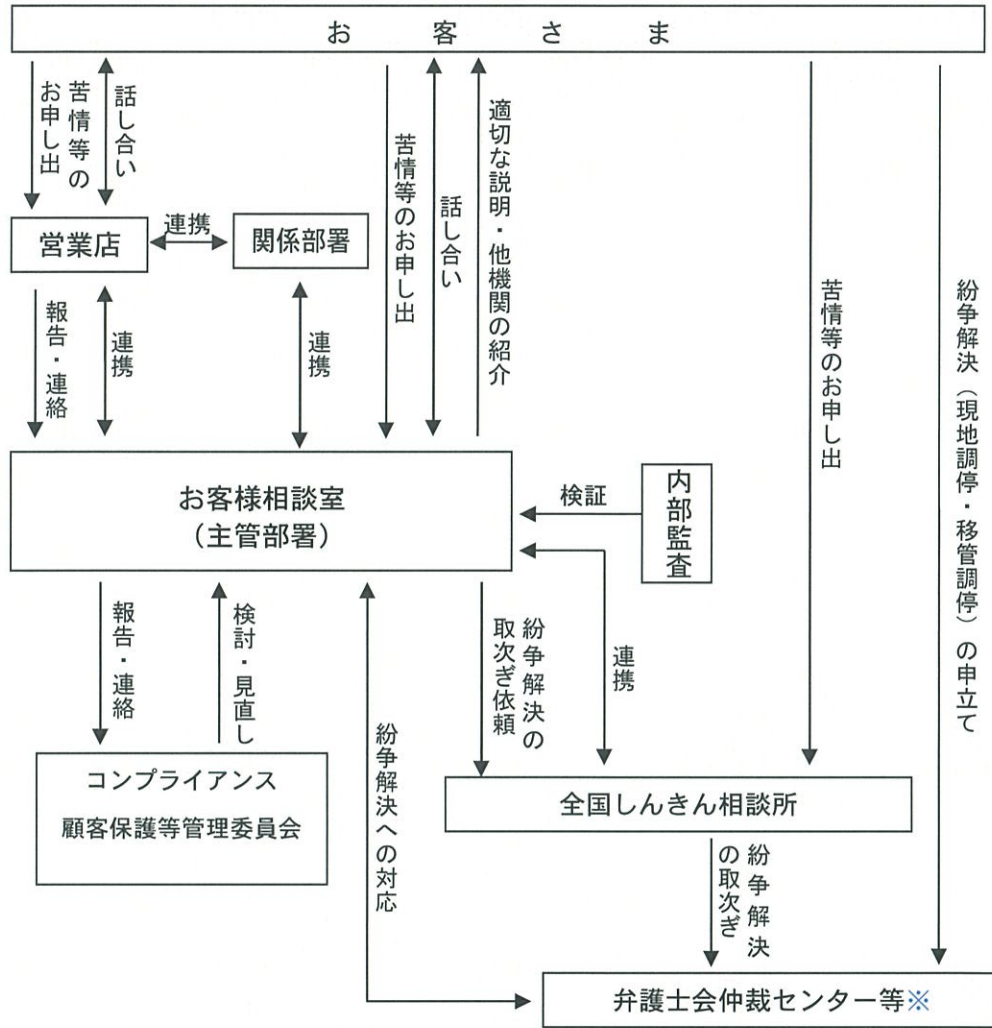 お客さま
苦情等の
お申し出
話し合い
苦情等のお申し出
話し合い
適切な説明・他機関の紹介
苦情等のお申し出
紛争解決（現地調停・移管調停）の申立て
営業店
連携
関係部署
報告・連絡
連携
連携
お客様相談室
（主管部署）
検証
内部監査
報告・連絡
検討・見直し
紛争解決への対応
紛争解決の
取次ぎ依頼
連携
コンプライアンス
顧客保護等管理委員会
全国しんきん相談所
紛争解決
の取次ぎ
弁護士会仲裁センター等※